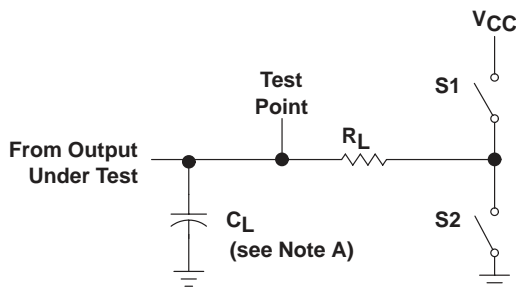 VCC
S1
Test
Point
RL
From Output
Under Test
CL
(see Note A)
S2